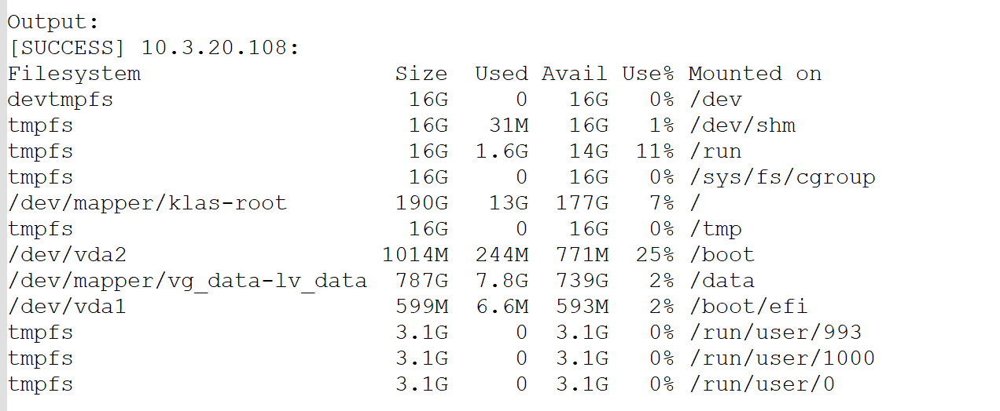 Output:
[SUCCESS] 10.3.20.108:
Filesystem                   Size  Used Avail Use% Mounted on
devtmpfs                      16G     0   16G   0% /dev
tmpfs                         16G   31M   16G   1% /dev/shm
tmpfs                         16G  1.6G   14G  11% /run
tmpfs                         16G     0   16G   0% /sys/fs/cgroup
/dev/mapper/klas-root        190G   13G  177G   7% /
tmpfs                         16G     0   16G   0% /tmp
/dev/vda2                   1014M  244M  771M  25% /boot
/dev/mapper/vg_data-lv_data  787G  7.8G  739G   2% /data
/dev/vda1                    599M  6.6M  593M   2% /boot/efi
tmpfs                        3.1G     0  3.1G   0% /run/user/993
tmpfs                        3.1G     0  3.1G   0% /run/user/1000
tmpfs                        3.1G     0  3.1G   0% /run/user/0